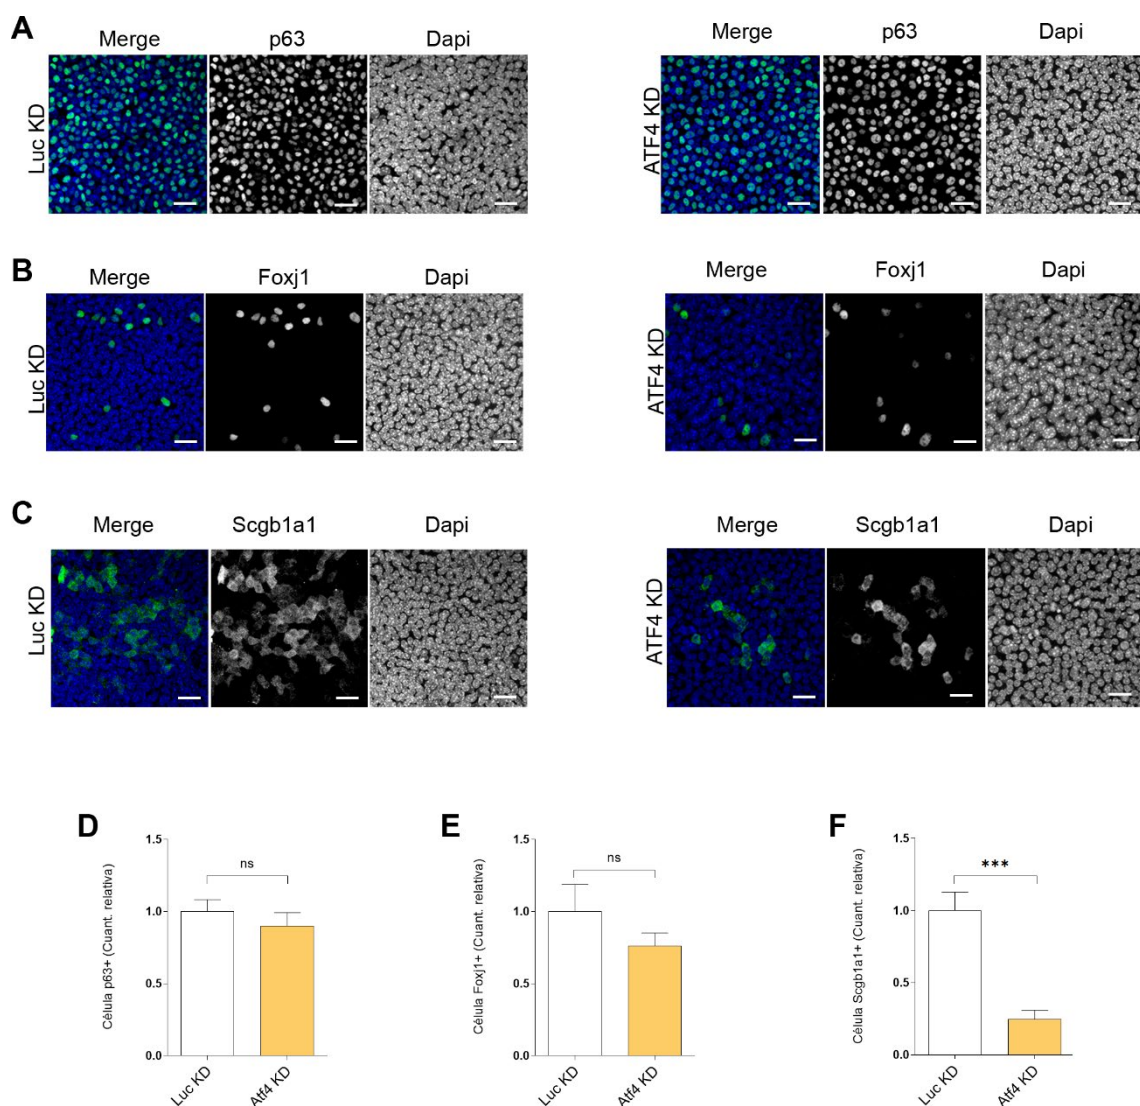 A
Merge p63 Dapi
Luc KD
Merge p63 Dapi
ATF4 KD
B
Merge Foxj1 Dapi
Luc KD
Merge Foxj1 Dapi
ATF4 KD
C
Merge Scgb1a1 Dapi
Luc KD
Merge Scgb1a1 Dapi
ATF4 KD
D
Célula p63+ (Cuant. relativa)
1.5
1.0
0.5
0.0
ns
Luc KD
Atf4 KD
E
Célula Foxj1+ (Cuant. relativa)
1.5
1.0
0.5
0.0
ns
Luc KD
Atf4 KD
F
Célula Scgb1a1+ (Cuant. relativa)
1.5
1.0
0.5
0.0
***
Luc KD
Atf4 KD